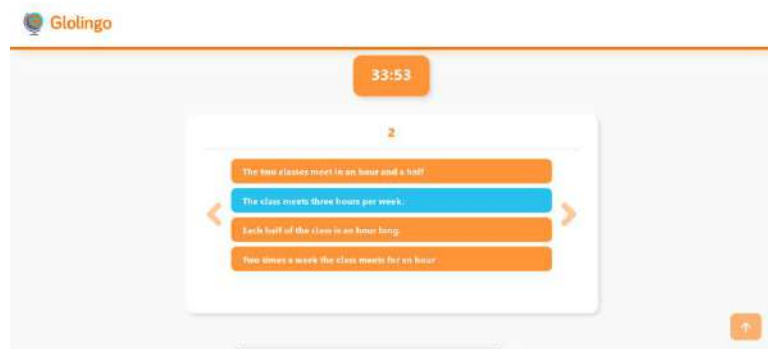 Glolingo
33:53
2
The two classes meet in an hour and a half
The class meets three hours per week.
Each half of the class is an hour long.
Two times a week the class meets for an hour